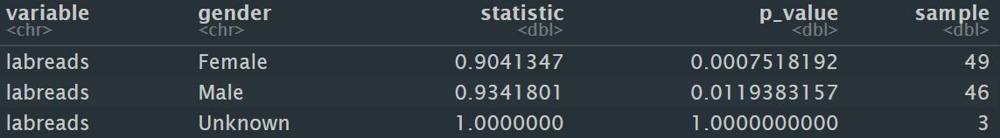 variable gender statistic p_value sample
<chr> <chr> <dbl> <dbl> <dbl>
labreads Female 0.9041347 0.0007518192 49
labreads Male 0.9341801 0.0119383157 46
labreads Unknown 1.0000000 1.0000000000 3